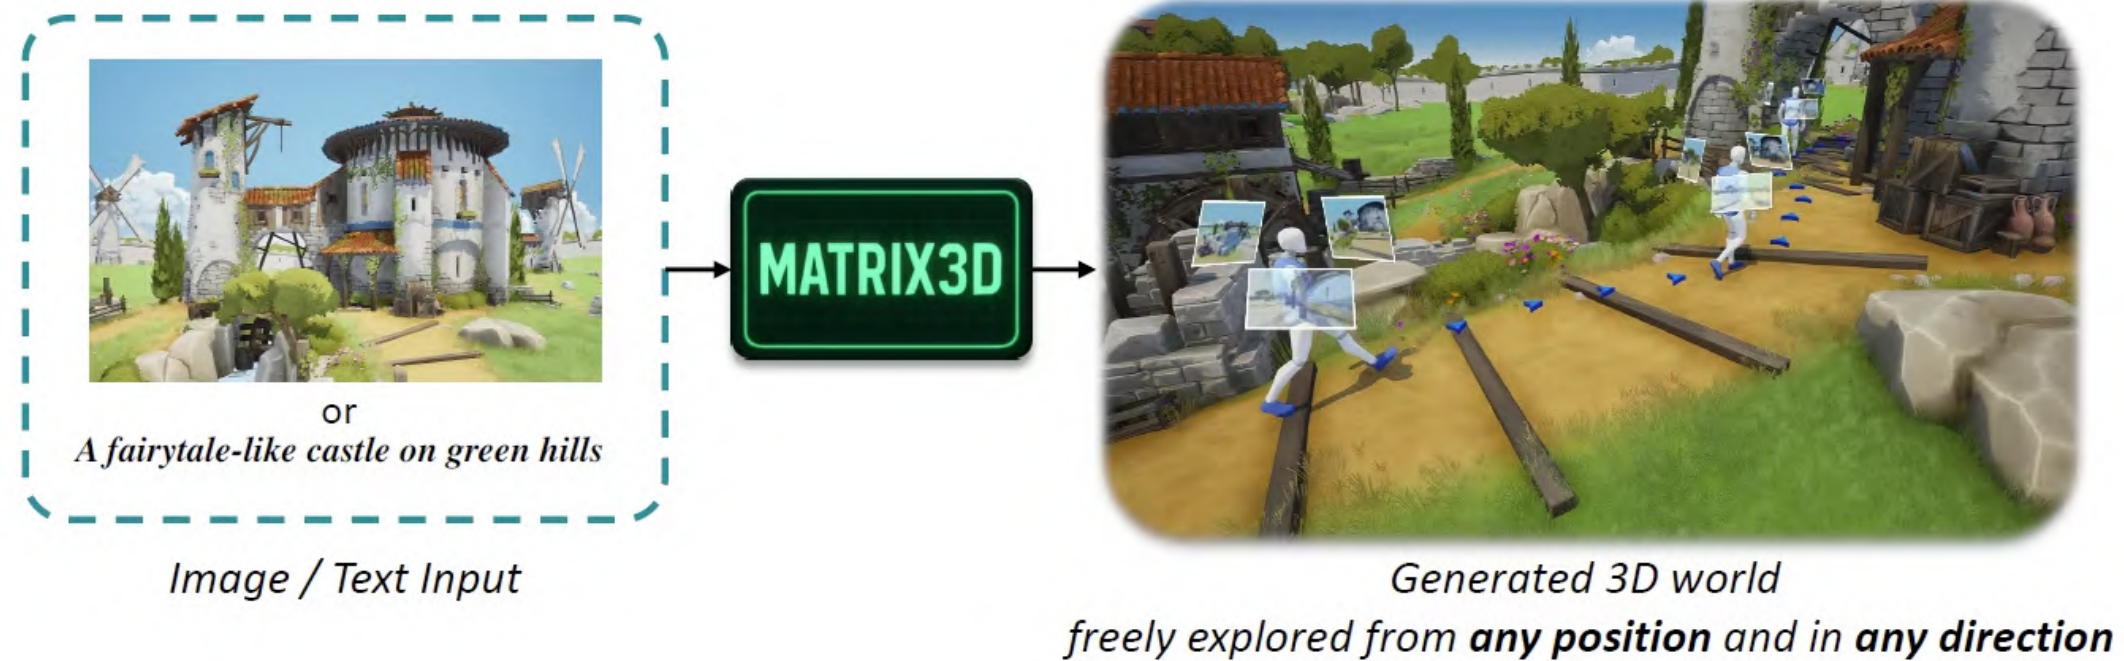 or
A fairytale-like castle on green hills
Image / Text Input
MATRIX3D
Generated 3D world
freely explored from any position and in any direction